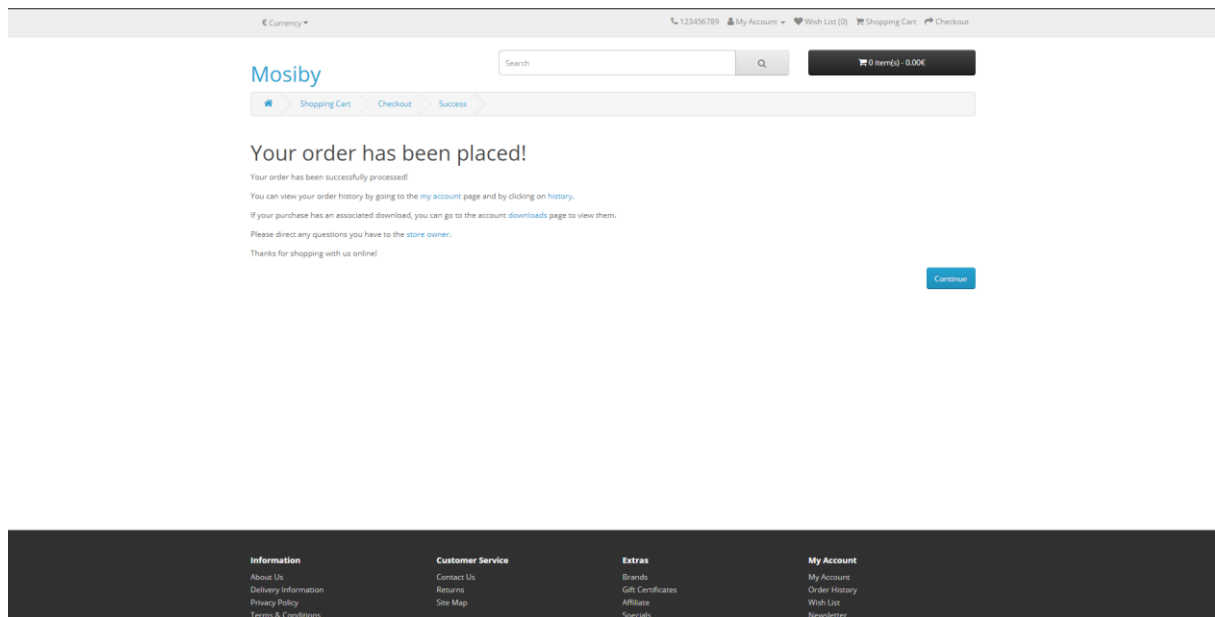 € Currency
123456789 My Account Wish List (0) Shopping Cart Checkout
Mosiby
Search
0 item(s) - 0.00€
Shopping Cart Checkout Success
Your order has been placed!
Your order has been successfully processed!
You can view your order history by going to the my account page and by clicking on history.
If your purchase has an associated download, you can go to the account downloads page to view them.
Please direct any questions you have to the store owner.
Thanks for shopping with us online!
Continue
Information
About Us
Delivery Information
Privacy Policy
Terms & Conditions
Customer Service
Contact Us
Returns
Site Map
Extras
Brands
Gift Certificates
Affiliate
Specials
My Account
My Account
Order History
Wish List
Newsletter